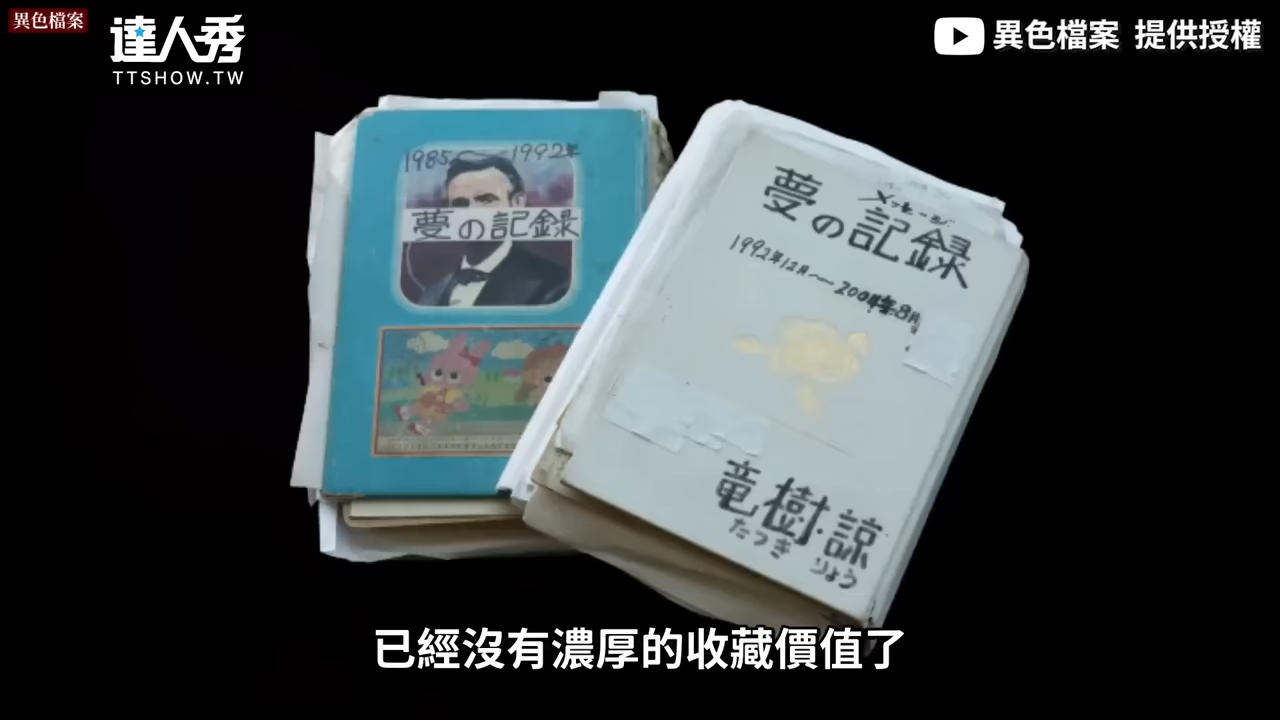 異色檔案
達人秀
TTSHOW.TW
異色檔案 提供授權
1985〜1992年
夢の記録
メッセージ
夢の記録
1992年12月〜2004年8月
竜樹・諒
たつき
りょう
已經沒有濃厚的收藏價值了